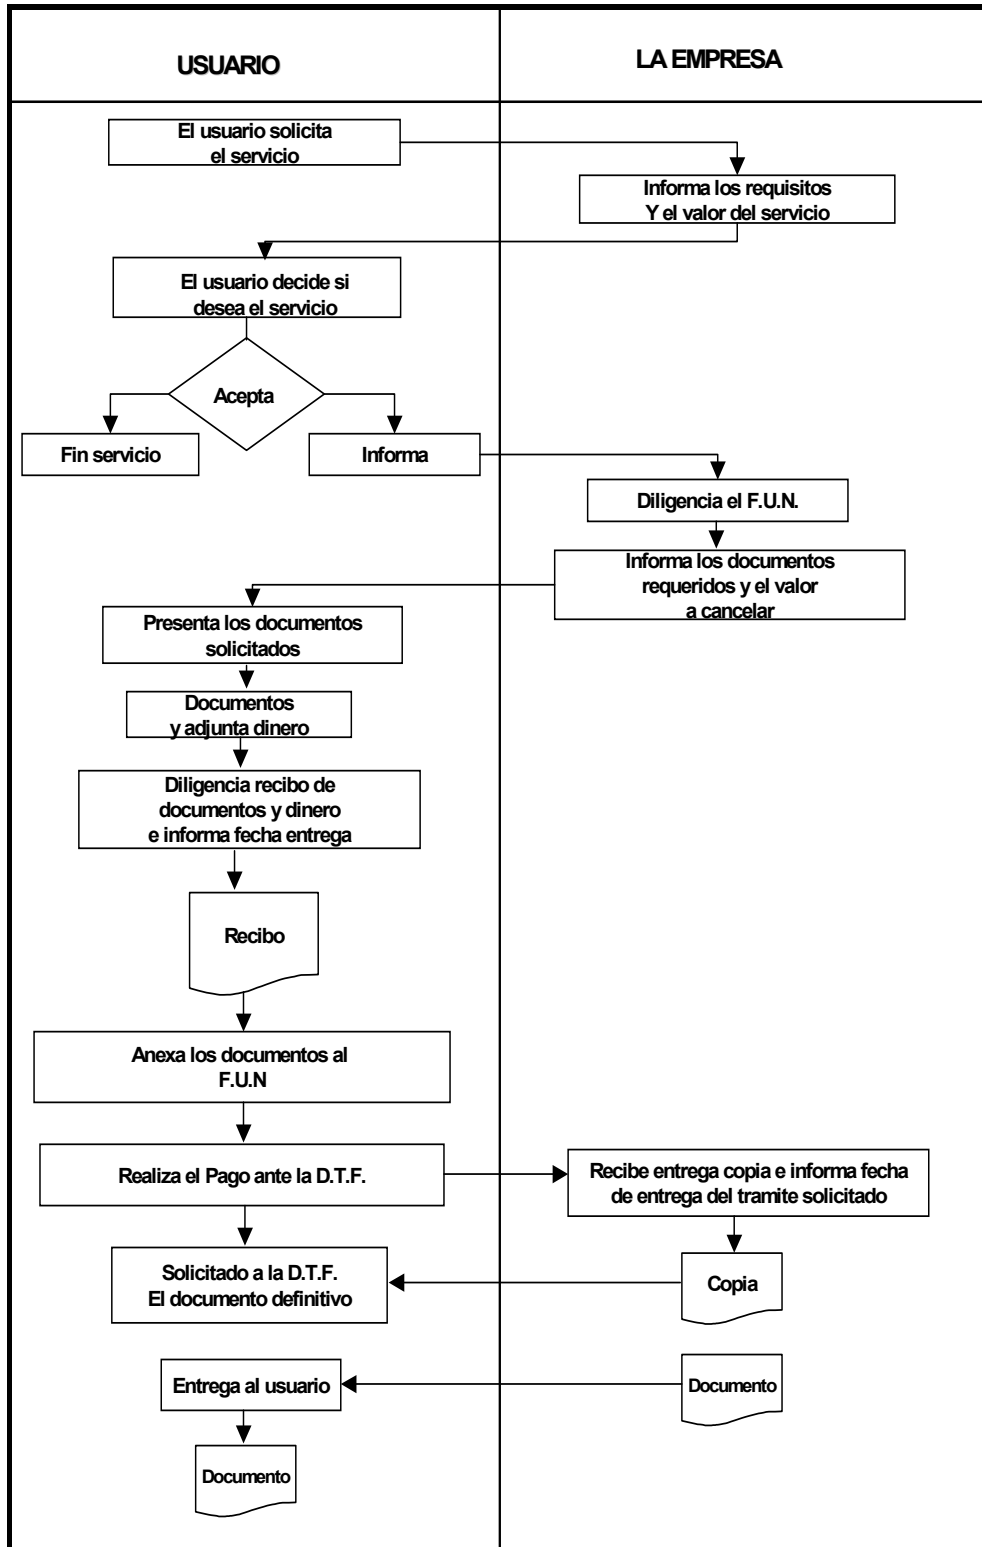 USUARIO
LA EMPRESA
El usuario solicita
el servicio
Informa los requisitos
Y el valor del servicio
El usuario decide si
desea el servicio
Acepta
Fin servicio
Informa
Diligencia el F.U.N.
Informa los documentos
requeridos y el valor
a cancelar
Presenta los documentos
solicitados
Documentos
y adjunta dinero
Diligencia recibo de
documentos y dinero
e informa fecha entrega
Recibo
Anexa los documentos al
F.U.N
Realiza el Pago ante la D.T.F.
Recibe entrega copia e informa fecha
de entrega del tramite solicitado
Solicitado a la D.T.F.
El documento definitivo
Copia
Entrega al usuario
Documento
Documento